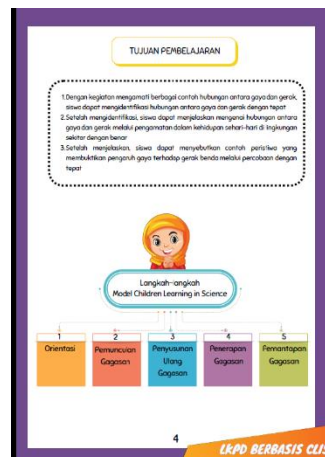 TUJUAN PEMBELAJARAN
1.Dengan kegiatan mengamati berbagai contoh hubungan antara gaya dan gerak,
siswa dapat mengidentifikasi hubungan antara gaya dan gerak dengan tepat
2.Setelah mengidentifikasi, siswa dapat menjelaskan mengenai hubungan antara
gaya dan gerak melalui pengamatan dalam kehidupan sehari-hari di lingkungan
sekitar dengan benar
3.Setelah menjelaskan, siswa dapat menyebutkan contoh peristiwa yang
membuktikan pengaruh gaya terhadap gerak benda melalui percobaan dengan
tepat
Langkah-angkah
Model Children Learning in Science
1
Orientasi
2
Pemunculan
Gagasan
3
Penyusunan
Ulang
Gagasan
4
Penerapan
Gagasan
5
Pemantapan
Gagasan
4
LKPD BERBASIS CLIS